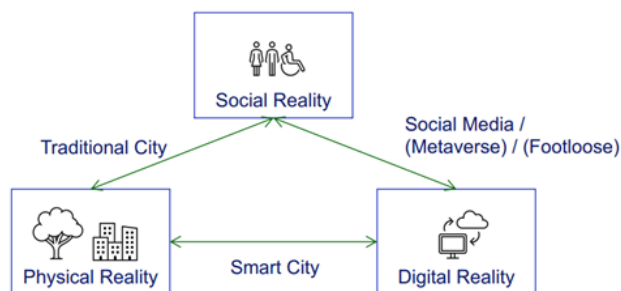 Social Reality
Traditional City
Social Media /
(Metaverse) / (Footloose)
Physical Reality
Smart City
Digital Reality